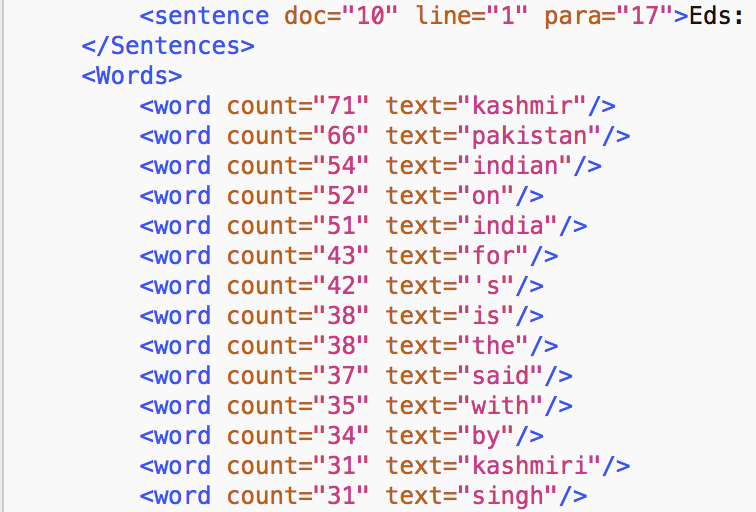 <sentence doc="10" line="1" para="17">Eds:
</Sentences>
<Words>
<word count="71" text="kashmir"/>
<word count="66" text="pakistan"/>
<word count="54" text="indian"/>
<word count="52" text="on"/>
<word count="51" text="india"/>
<word count="43" text="for"/>
<word count="42" text="'s"/>
<word count="38" text="is"/>
<word count="38" text="the"/>
<word count="37" text="said"/>
<word count="35" text="with"/>
<word count="34" text="by"/>
<word count="31" text="kashmiri"/>
<word count="31" text="singh"/>